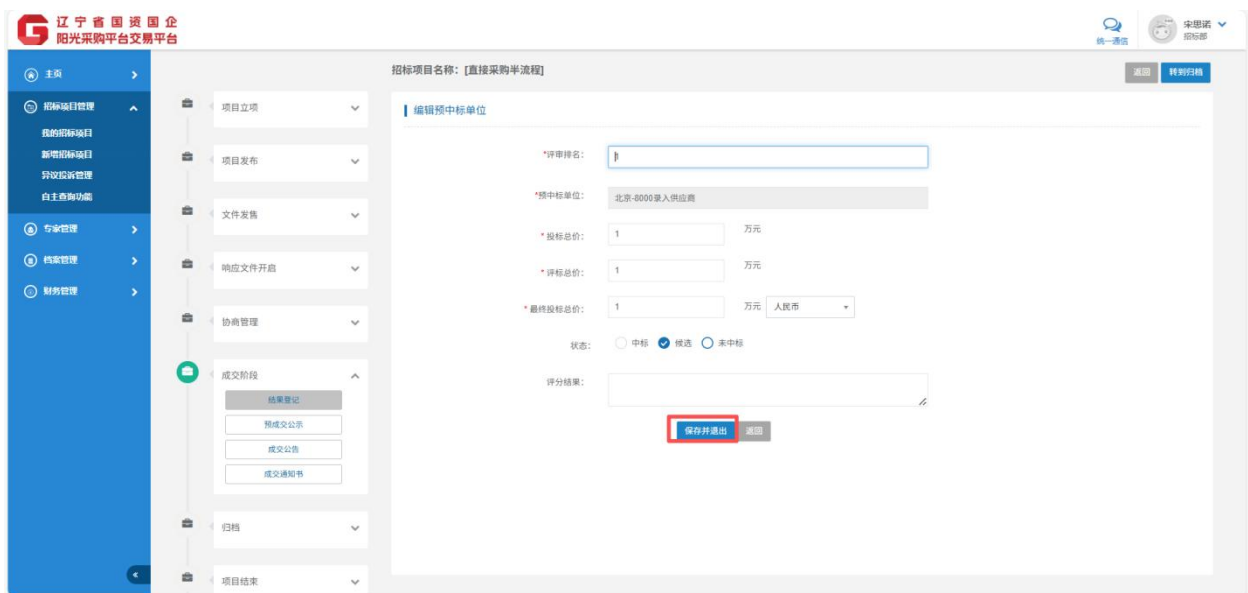 辽宁省国资国企
阳光采购平台交易平台
统一通信
宋思诺
招标部
主页
招标项目管理
我的招标项目
新增招标项目
异议投诉管理
自主查询功能
专家管理
档案管理
财务管理
项目立项
项目发布
文件发售
响应文件开启
协商管理
成交阶段
结果登记
预成交公示
成交公告
成交通知书
归档
项目结束
招标项目名称：[直接采购半流程]
返回 转到归档
编辑预中标单位
*评审排名： 1
*预中标单位： 北京-8000录入供应商
* 投标总价： 1 万元
* 评标总价： 1 万元
* 最终投标总价： 1 万元 人民币
状态： 中标 候选 未中标
评分结果：
保存并退出 返回